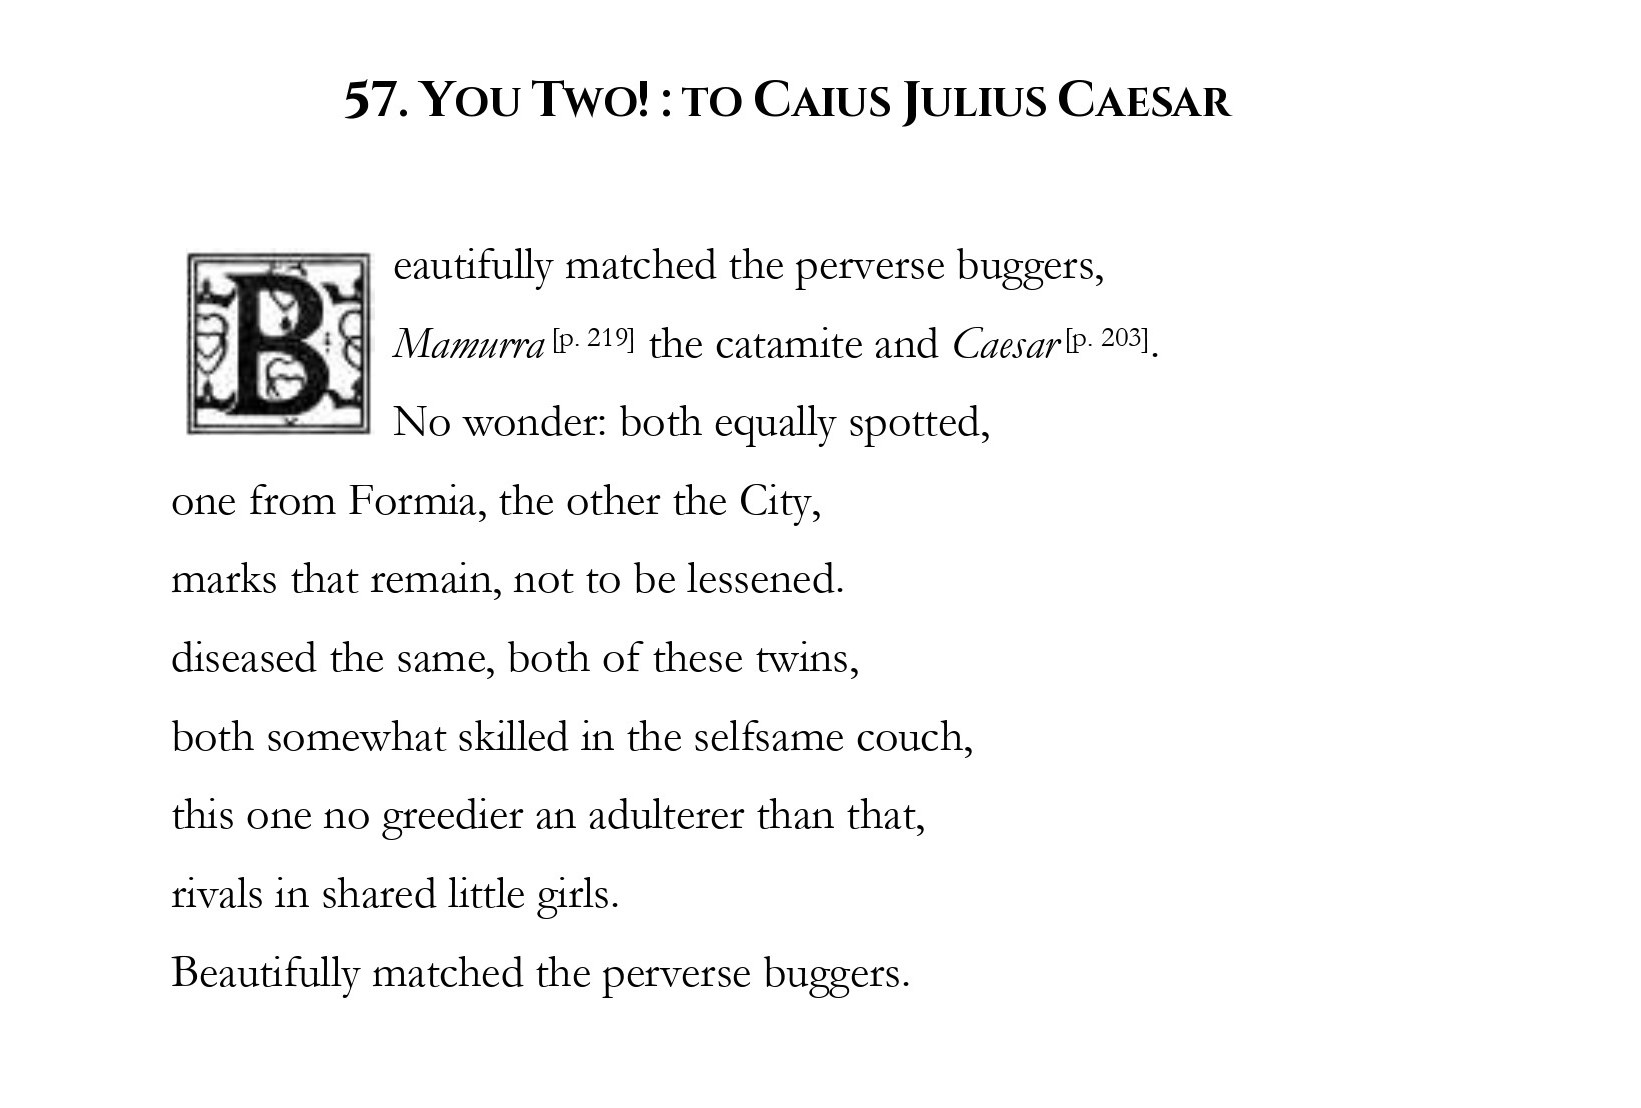 57. You Two! : to Caius Julius Caesar
Beautifully matched the perverse buggers,
Mamurra [p. 219] the catamite and Caesar [p. 203].
No wonder: both equally spotted,
one from Formia, the other the City,
marks that remain, not to be lessened.
diseased the same, both of these twins,
both somewhat skilled in the selfsame couch,
this one no greedier an adulterer than that,
rivals in shared little girls.
Beautifully matched the perverse buggers.